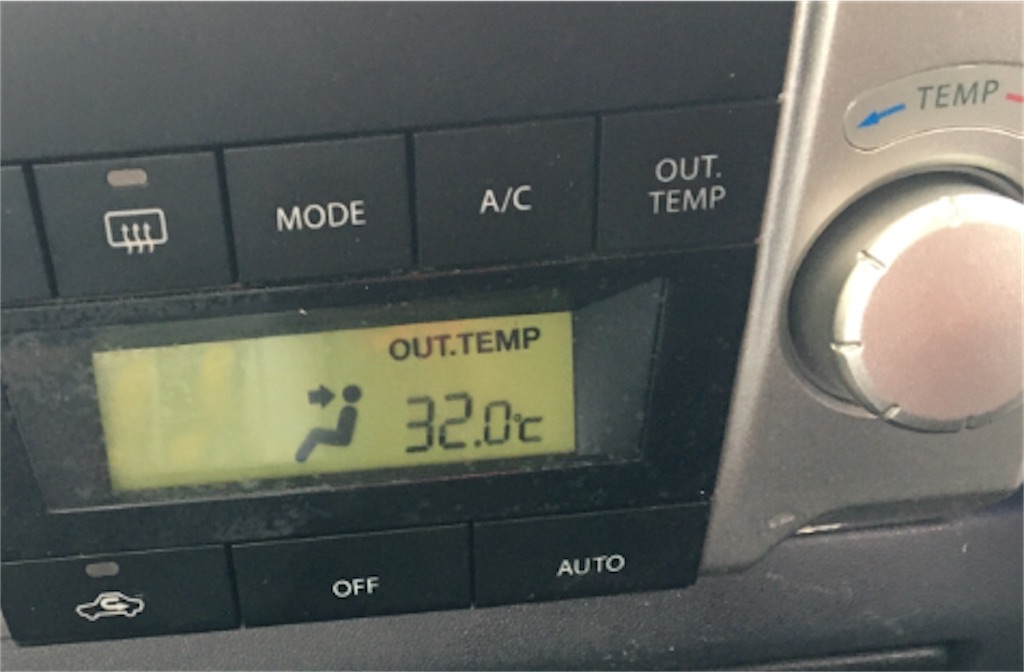 TEMP
MODE
A/C
OUT.
TEMP
OUT.TEMP
32.0℃
OFF
AUTO